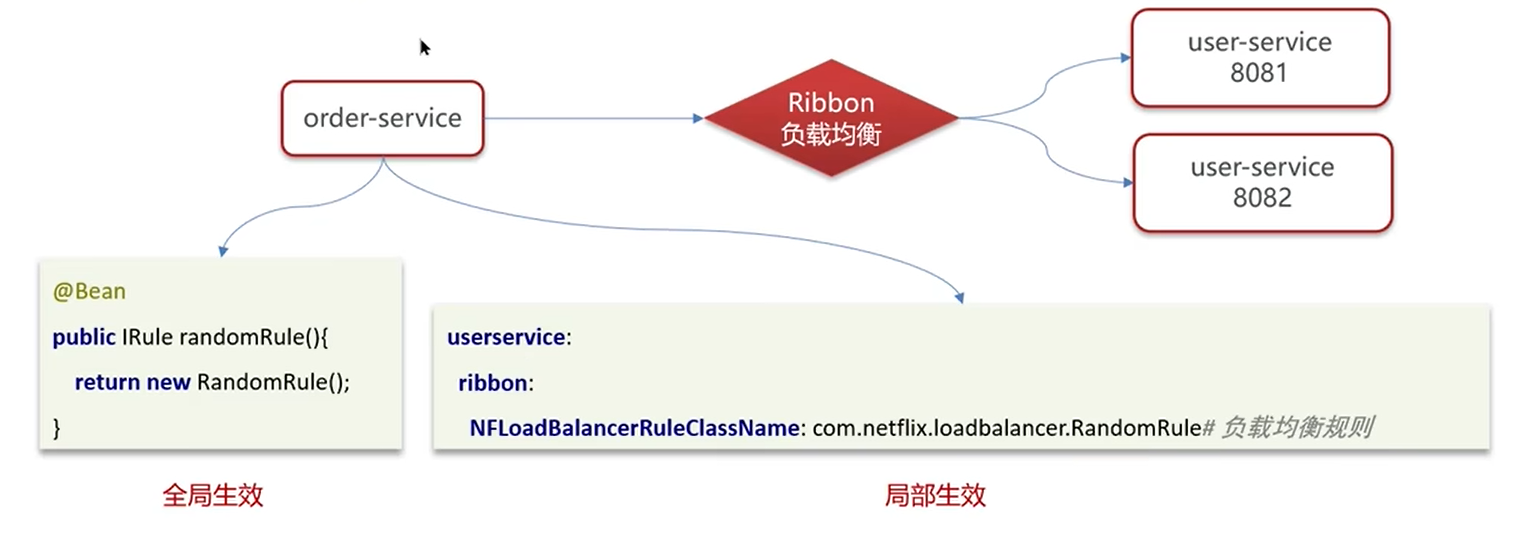 order-service
Ribbon
负载均衡
user-service
8081
user-service
8082
@Bean
public IRule randomRule(){
return new RandomRule();
}
全局生效
userservice:
ribbon:
NFLoadBalancerRuleClassName: com.netflix.loadbalancer.RandomRule# 负载均衡规则
局部生效